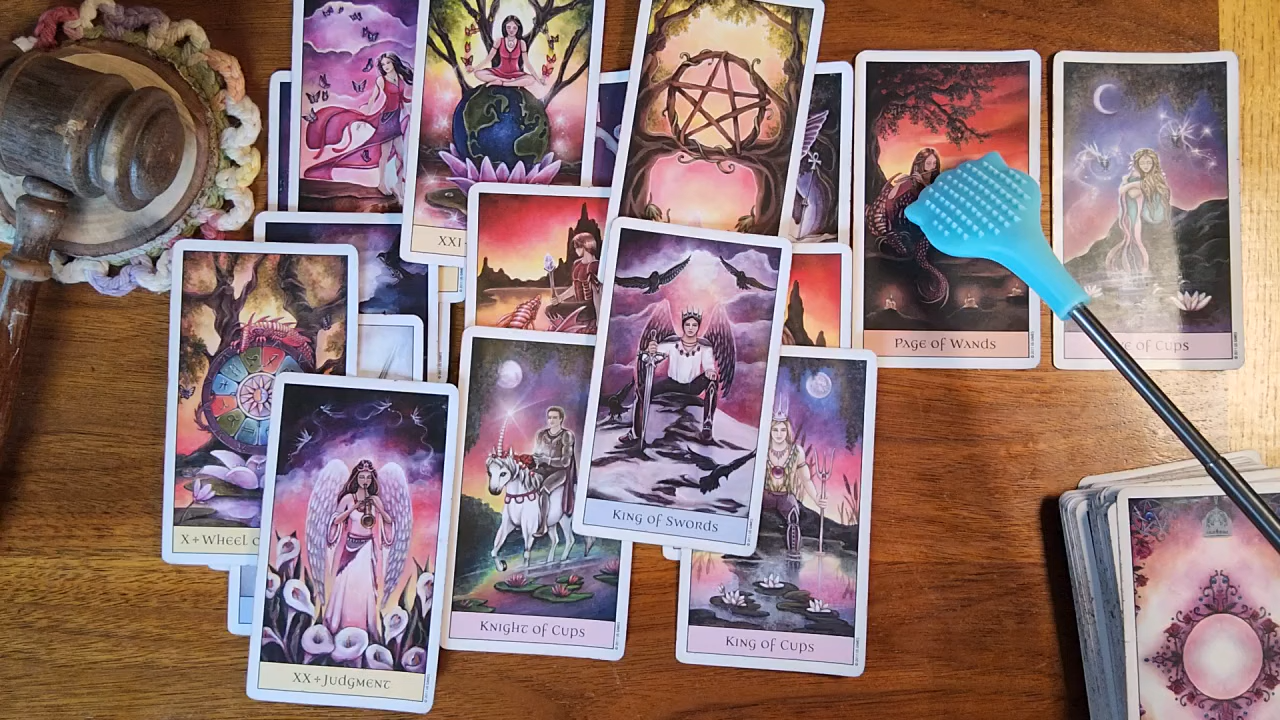 XXI
PAGE OF WANDS
OF CUPS
KING OF SWORDS
X+WHEEL
KNIGHT OF CUPS
KING OF CUPS
XX+JUDGMENT